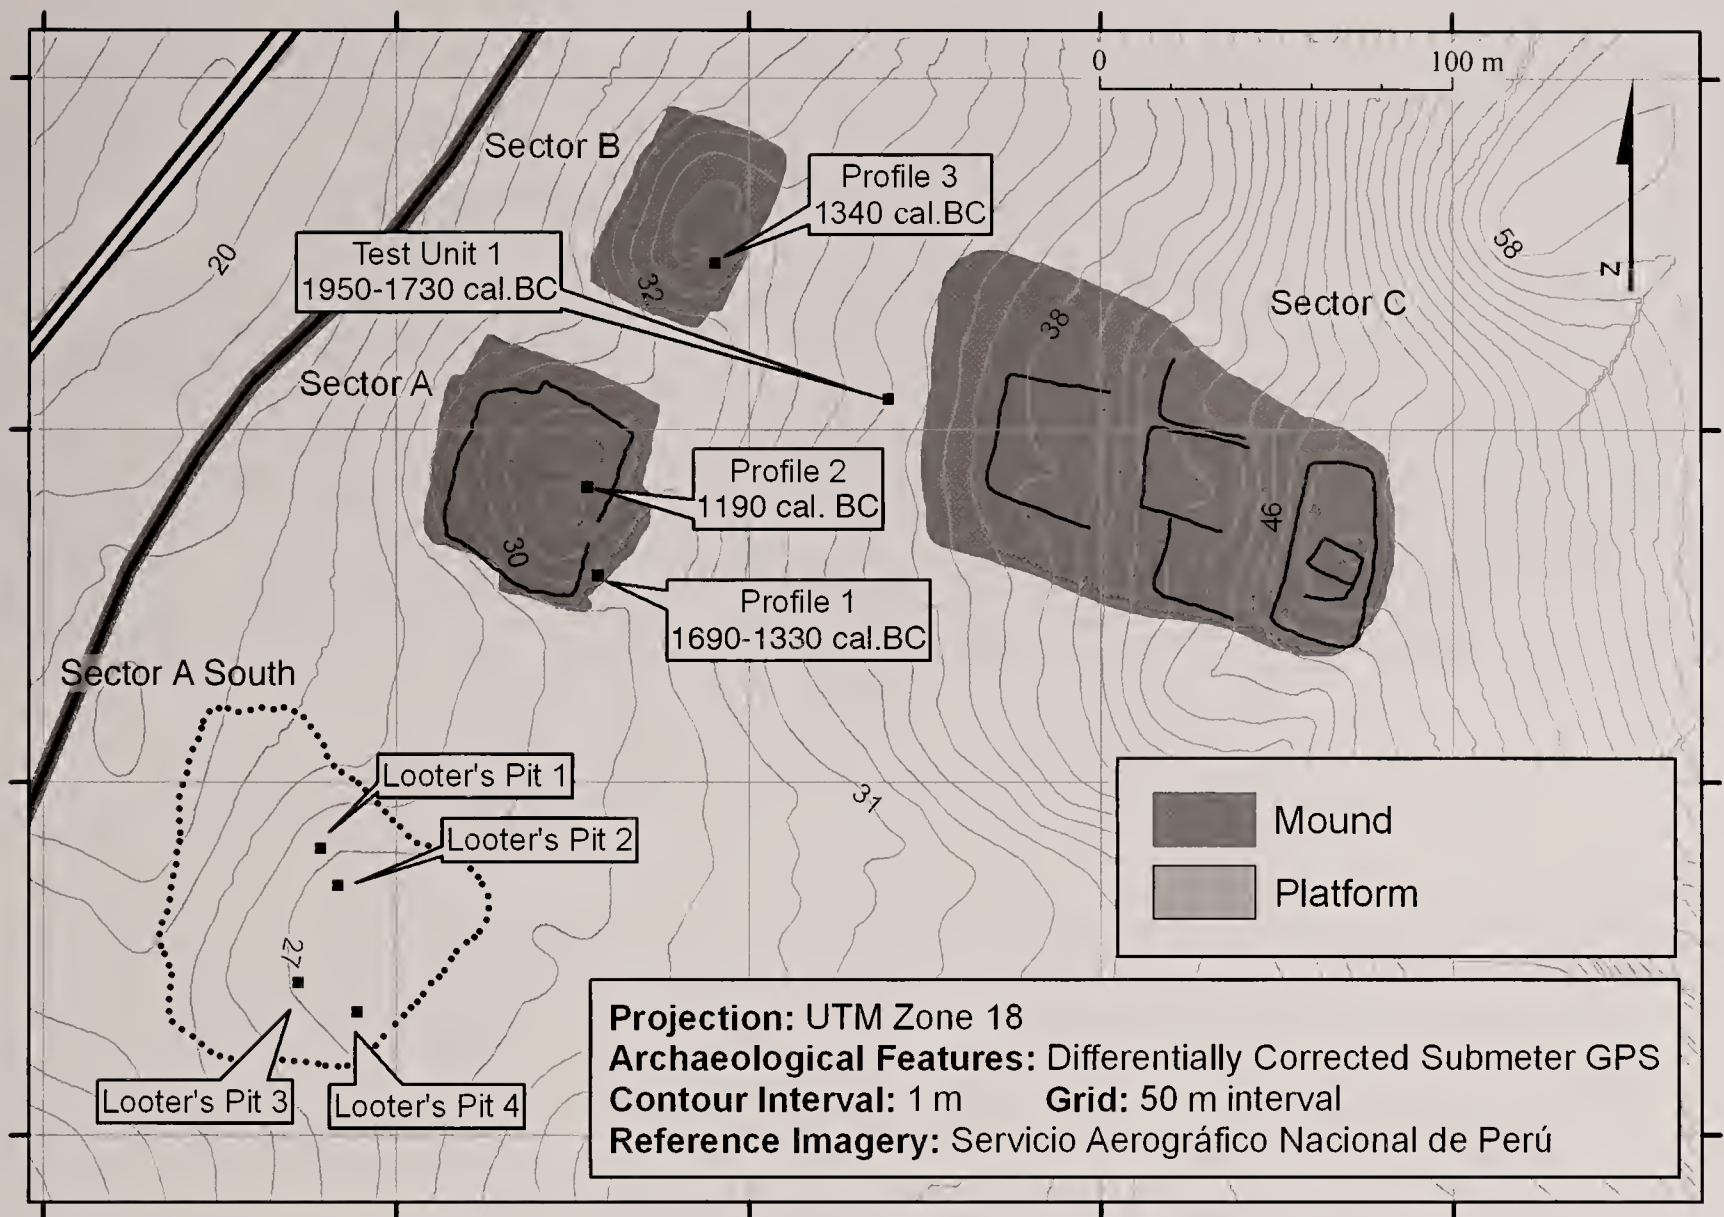 0
100 m
Sector B
Profile 3
1340 cal.BC
20
Test Unit 1
1950-1730 cal.BC
32
58
N
Sector C
38
Sector A
Profile 2
1190 cal. BC
46
30
Profile 1
1690-1330 cal.BC
Sector A South
Looter's Pit 1
31
Looter's Pit 2
Mound
Platform
27
Looter's Pit 3
Looter's Pit 4
Projection: UTM Zone 18
Archaeological Features: Differentially Corrected Submeter GPS
Contour Interval: 1 m Grid: 50 m interval
Reference Imagery: Servicio Aerográfico Nacional de Perú